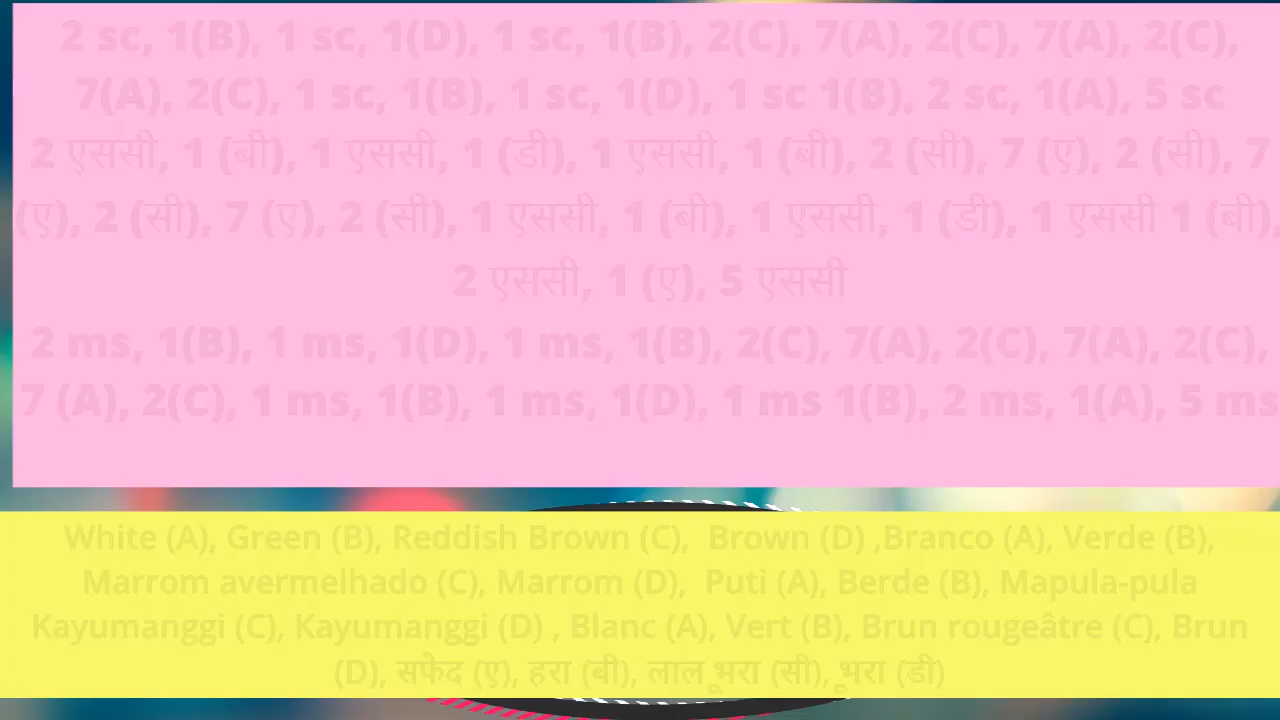 2 sc, 1(B), 1 sc, 1(D), 1 sc, 1(B), 2(C), 7(A), 2(C), 7(A), 2(C),
7(A), 2(C), 1 sc, 1(B), 1 sc, 1(D), 1 sc 1(B), 2 sc, 1(A), 5 sc
2 एससी, 1 (बी), 1 एससी, 1 (डी), 1 एससी, 1 (बी), 2 (सी), 7 (ए), 2 (सी), 7
(ए), 2 (सी), 7 (ए), 2 (सी), 1 एससी, 1 (बी), 1 एससी, 1 (डी), 1 एससी 1 (बी),
2 एससी, 1 (ए), 5 एससी
2 ms, 1(B), 1 ms, 1(D), 1 ms, 1(B), 2(C), 7(A), 2(C), 7(A), 2(C),
7 (A), 2(C), 1 ms, 1(B), 1 ms, 1(D), 1 ms 1(B), 2 ms, 1(A), 5 ms
White (A), Green (B), Reddish Brown (C),  Brown (D) ,Branco (A), Verde (B),
Marrom avermelhado (C), Marrom (D),  Puti (A), Berde (B), Mapula-pula
Kayumanggi (C), Kayumanggi (D) , Blanc (A), Vert (B), Brun rougeâtre (C), Brun
(D), सफेद (ए), हरा (बी), लाल भूरा (सी), भूरा (डी)